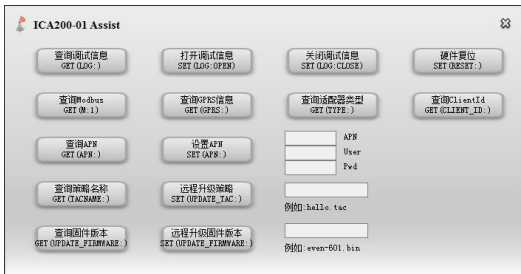 ICA200-01 Assist
查询调试信息
GET(LOG:)
打开调试信息
SET(LOG:OPEN)
关闭调试信息
SET(LOG:CLOSE)
硬件复位
SET(RESET:)
查询Modbus
GET(M:1)
查询GPRS信息
GET(GPRS:)
查询适配器类型
GET(TYPE:)
查询ClientId
GET(CLIENT_ID:)
查询APN
GET(APN:)
设置APN
SET(APN:)
APN
User
Pwd
查询策略名称
GET(TACNAME:)
远程升级策略
SET(UPDATE_TAC:)
例如:hello.tac
查询固件版本
GET(UPDATE_FIRMWARE:)
远程升级固件版本
SET(UPDATE_FIRMWARE:)
例如:even-601.bin